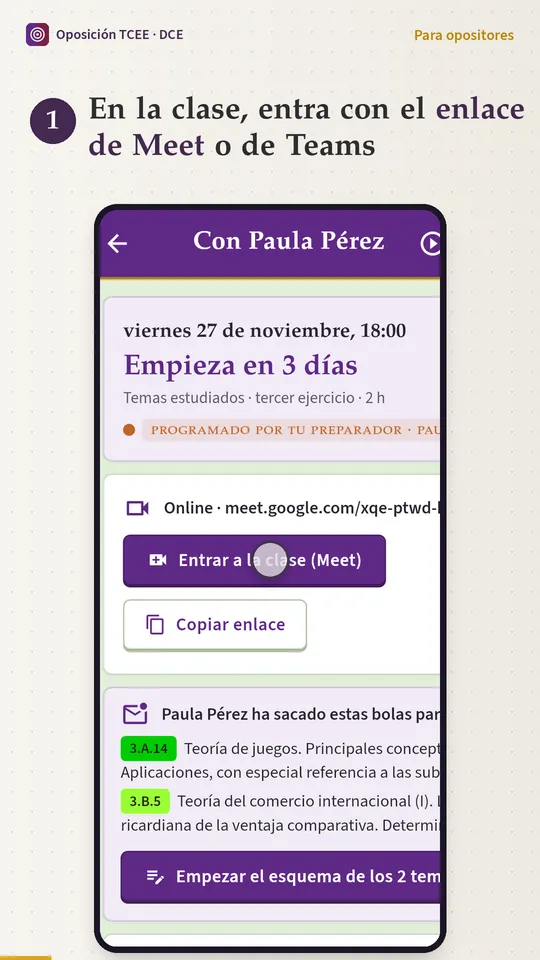 Oposición TCEE · DCE
Para opositores
1
En la clase, entra con el enlace
de Meet o de Teams
Con Paula Pérez
viernes 27 de noviembre, 18:00
Empieza en 3 días
Temas estudiados · tercer ejercicio · 2 h
PROGRAMADO POR TU PREPARADOR · PAU
Online · meet.google.com/xqe-ptwd-
Entrar a la clase (Meet)
Copiar enlace
Paula Pérez ha sacado estas bolas par
3.A.14 Teoría de juegos. Principales concept
Aplicaciones, con especial referencia a las sub
3.B.5 Teoría del comercio internacional (I).
ricardiana de la ventaja comparativa. Determi
Empezar el esquema de los 2 tem